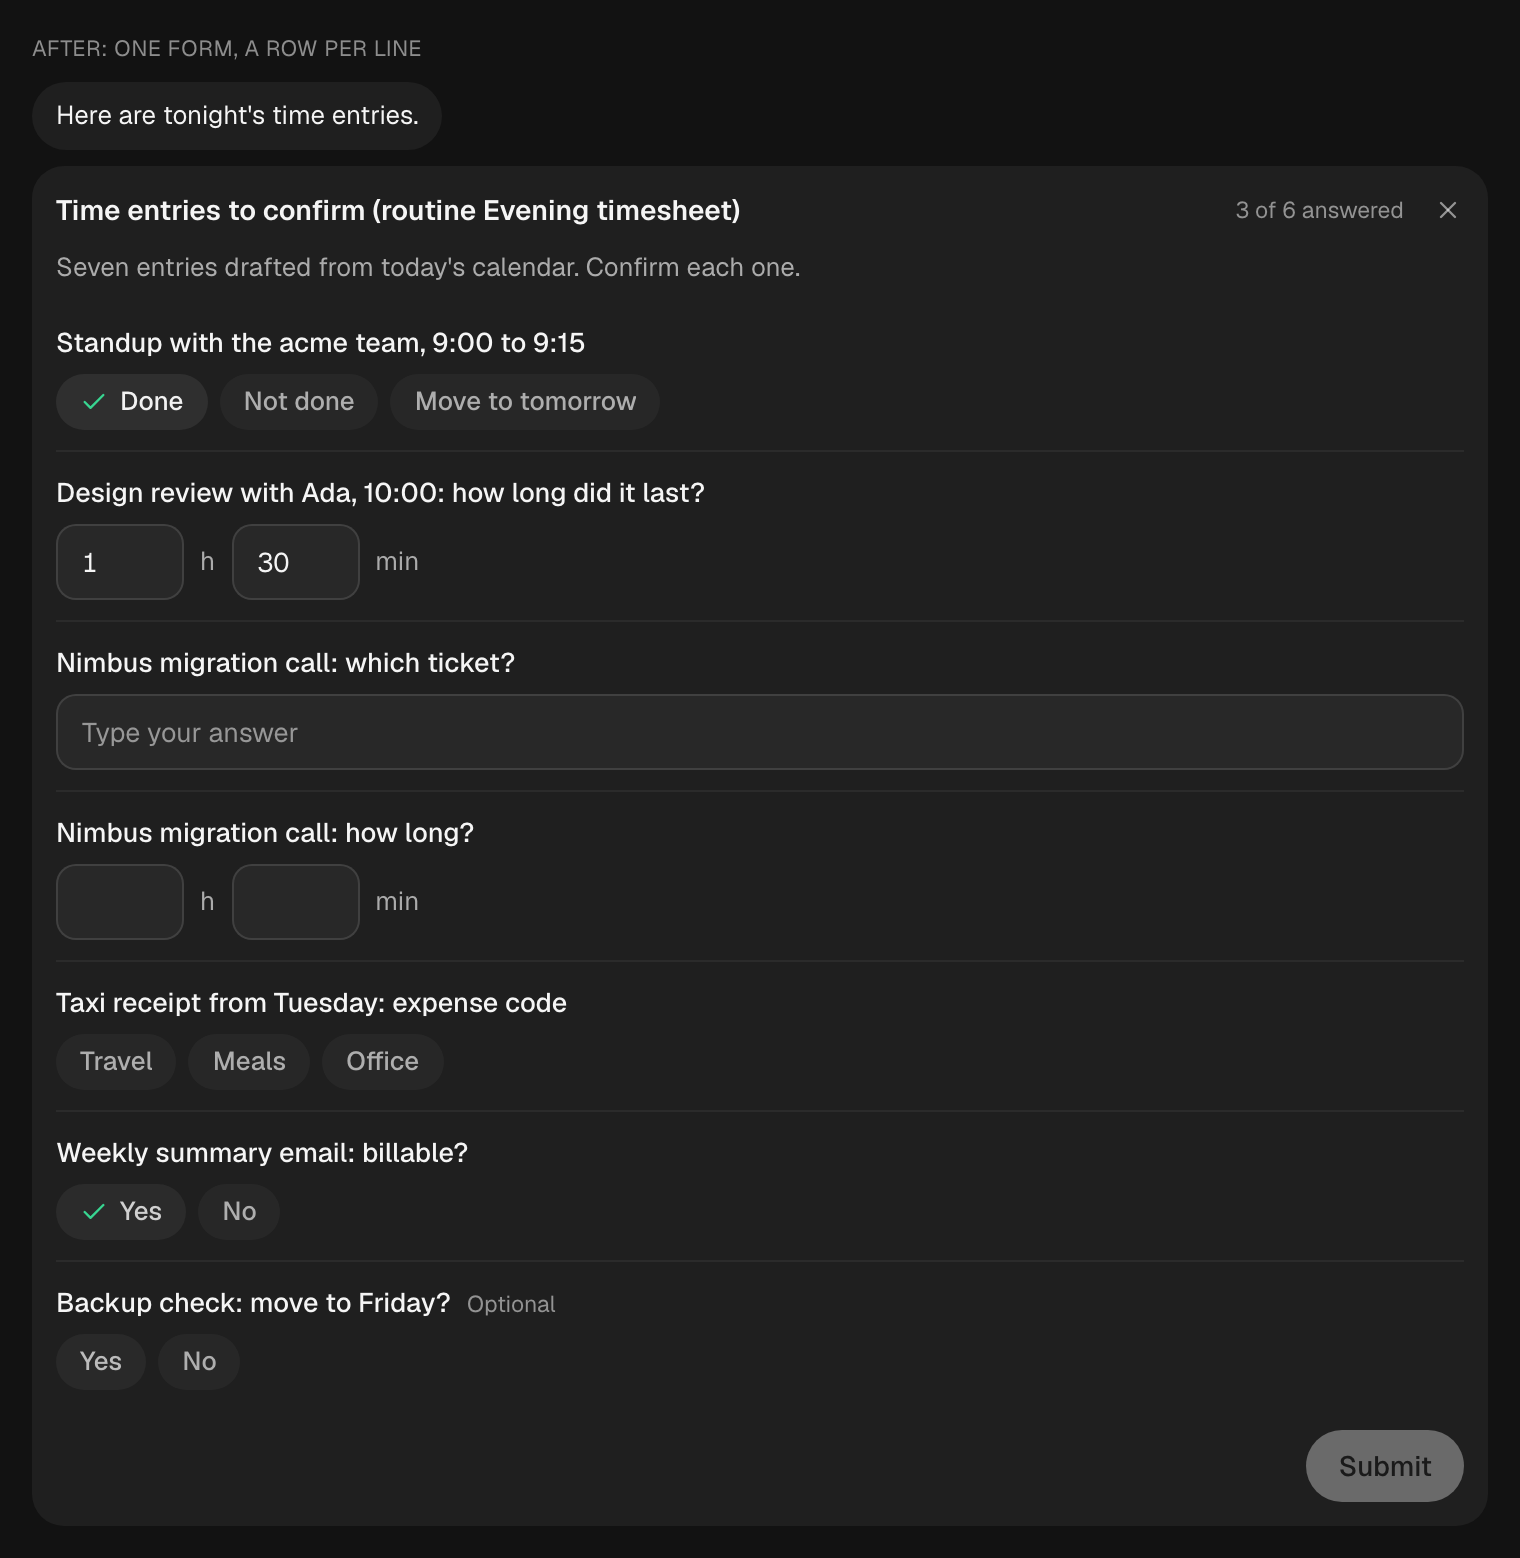 AFTER: ONE FORM, A ROW PER LINE
Here are tonight's time entries.
Time entries to confirm (routine Evening timesheet)
3 of 6 answered
Seven entries drafted from today's calendar. Confirm each one.
Standup with the acme team, 9:00 to 9:15
Done Not done Move to tomorrow
Design review with Ada, 10:00: how long did it last?
1 h 30 min
Nimbus migration call: which ticket?
Type your answer
Nimbus migration call: how long?
h min
Taxi receipt from Tuesday: expense code
Travel Meals Office
Weekly summary email: billable?
Yes No
Backup check: move to Friday? Optional
Yes No
Submit